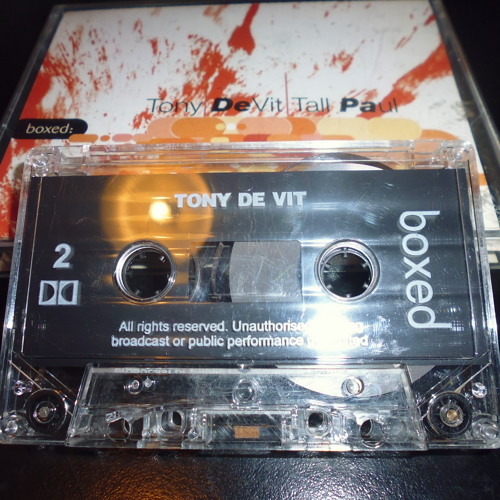 Tony DeVit Tall Paul
boxed:
TONY DE VIT
2
boxed
All rights reserved. Unauthorised
broadcast or public performance